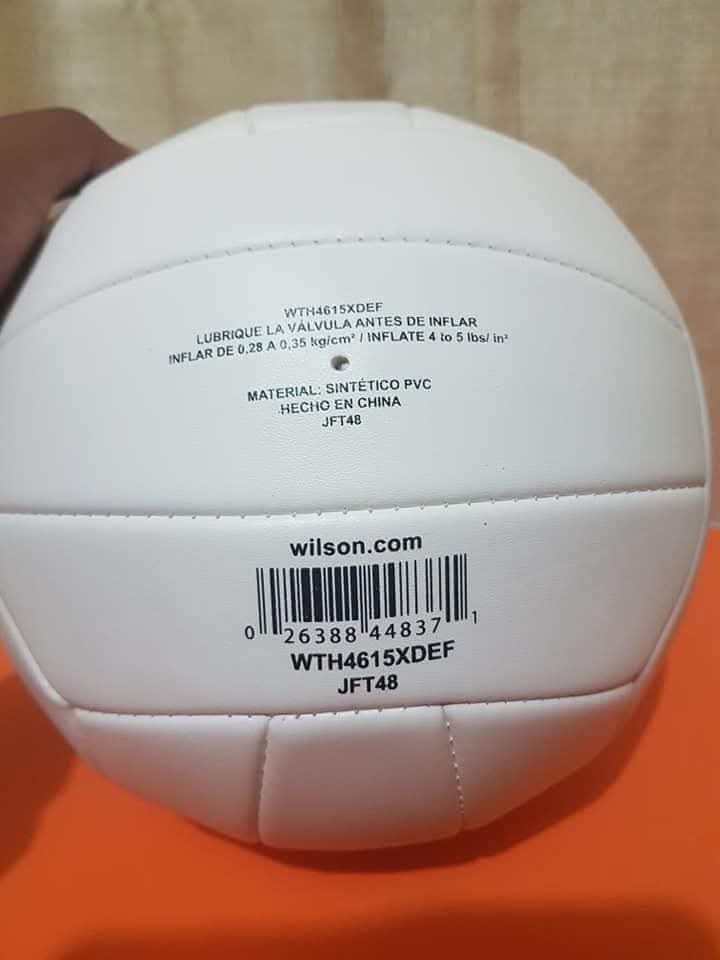 WTH4615XDEF
LUBRIQUE LA VÁLVULA ANTES DE INFLAR
INFLAR DE 0,28 A 0,35 kg/cm² / INFLATE 4 to 5 lbs/ in²
MATERIAL: SINTÉTICO PVC
HECHO EN CHINA
JFT48
wilson.com
0 26388 44837 1
WTH4615XDEF
JFT48